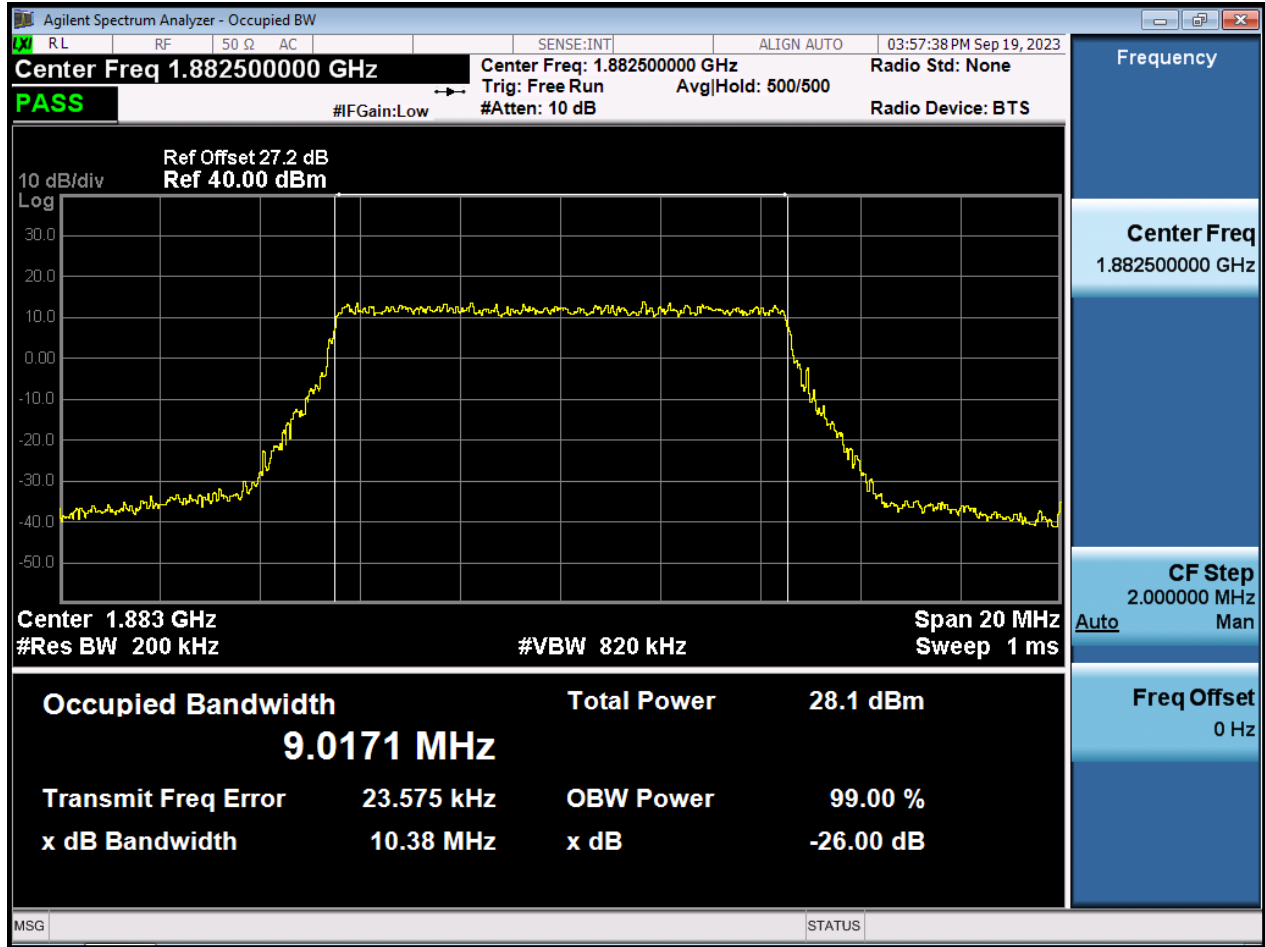 Agilent Spectrum Analyzer - Occupied BW
LXI RL RF 50 Ω AC SENSE:INT ALIGN AUTO 03:57:38 PM Sep 19, 2023
Center Freq 1.882500000 GHz
Center Freq: 1.882500000 GHz
Radio Std: None
Trig: Free Run Avg|Hold: 500/500
PASS
#IFGain:Low
#Atten: 10 dB
Radio Device: BTS
Ref Offset 27.2 dB
10 dB/div Ref 40.00 dBm
Log
30.0
20.0
10.0
0.00
-10.0
-20.0
-30.0
-40.0
-50.0
Center 1.883 GHz Span 20 MHz
#Res BW 200 kHz #VBW 820 kHz Sweep 1 ms
Occupied Bandwidth Total Power 28.1 dBm
9.0171 MHz
Transmit Freq Error 23.575 kHz OBW Power 99.00 %
x dB Bandwidth 10.38 MHz x dB -26.00 dB
MSG STATUS
Frequency
Center Freq
1.882500000 GHz
CF Step
2.000000 MHz
Auto Man
Freq Offset
0 Hz